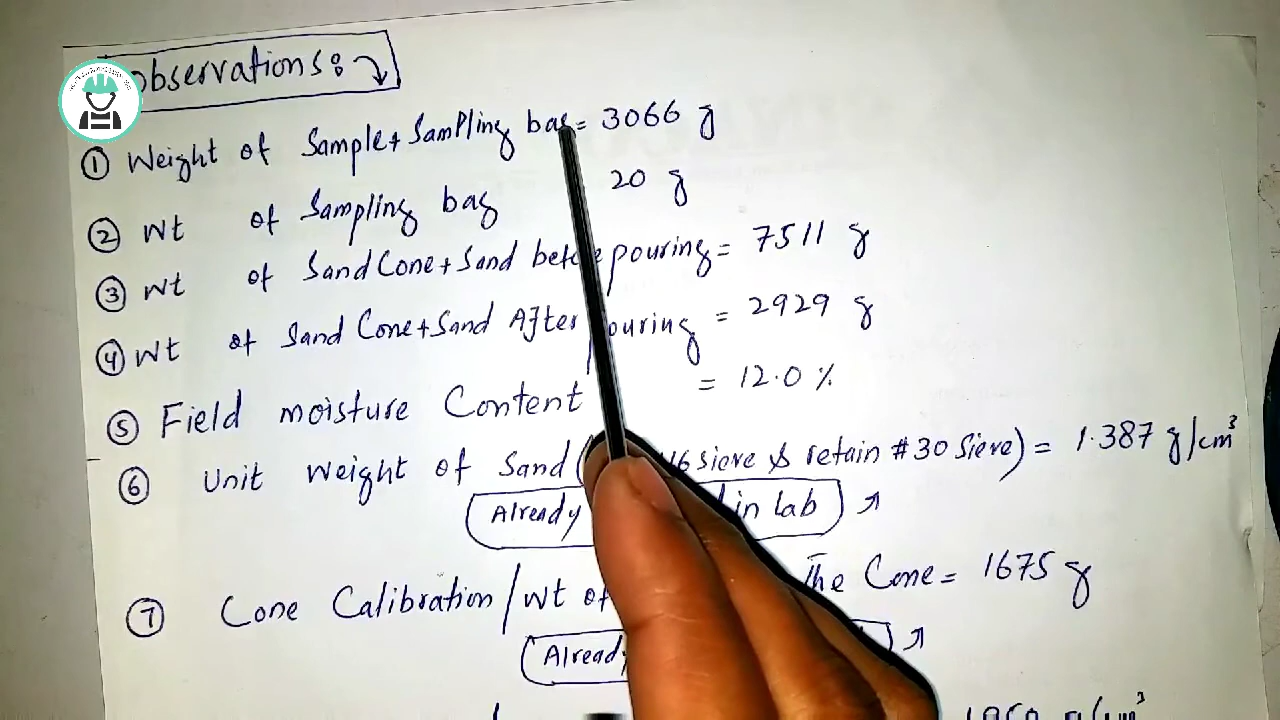 observations:
① Weight of Sample+Sampling bag= 3066 g
② Wt of Sampling bag 20 g
③ Wt of Sand Cone+Sand before pouring= 7511 g
④ Wt of Sand Cone+Sand After pouring = 2929 g
⑤ Field moisture Content = 12.0 %
⑥ Unit Weight of Sand( sieve & retain #30 Sieve) = 1.387 g/cm³
Already in lab
⑦ Cone Calibration/Wt of The Cone= 1675 g
Already
g/cm³